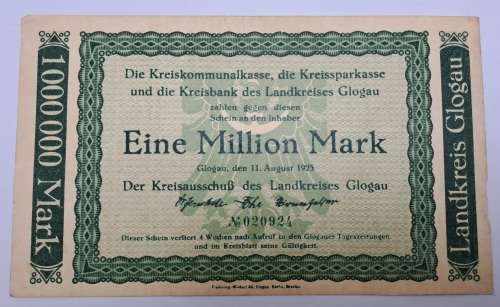 1000000 Mark
Die Kreiskommunalkasse, die Kreissparkasse
und die Kreisbank des Landkreises Glogau
zahlen gegen diesen
Schein an den Inhaber
Eine Million Mark
Glogau, den 11. August 1923
Der Kreisausschuß des Landkreises Glogau
№020924
Dieser Schein verliert 4 Wochen nach Aufruf in den Glogauer Tageszeitungen
und im Kreisblatt seine Gültigkeit.
Landkreis Glogau